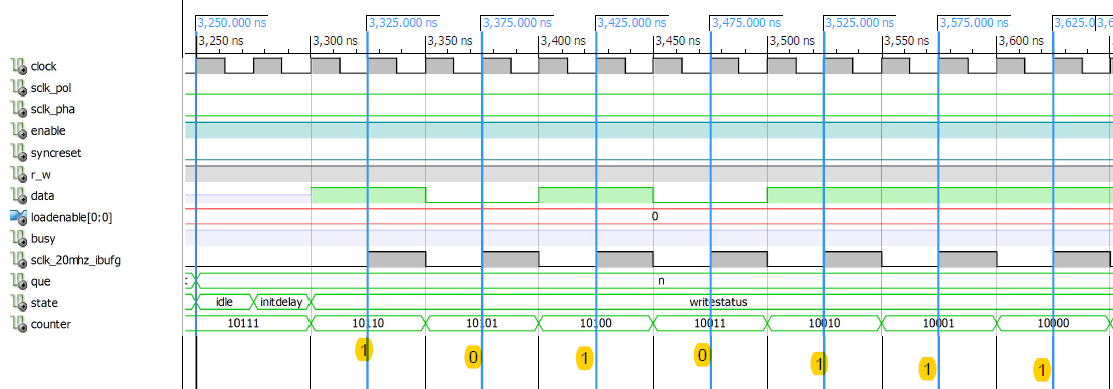 3,250.000 ns 3,325.000 ns 3,375.000 ns 3,425.000 ns 3,475.000 ns 3,525.000 ns 3,575.000 ns 3,625.0
3,250 ns 3,300 ns 3,350 ns 3,400 ns 3,450 ns 3,500 ns 3,550 ns 3,600 ns
clock
sclk_pol
sclk_pha
enable
syncreset
r_w
data
loadenable[0:0] 0
busy
sclk_20mhz_ibufg
que n
state idle initdelay writestatus
counter 10111 10110 10101 10100 10011 10010 10001 10000
1 0 1 0 1 1 1